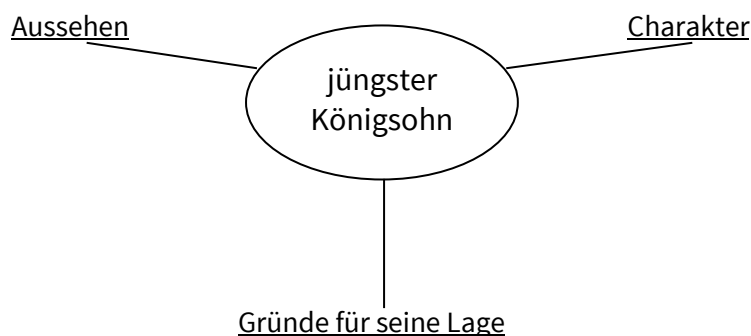 Aussehen
Charakter
jüngster
Königsohn
Gründe für seine Lage